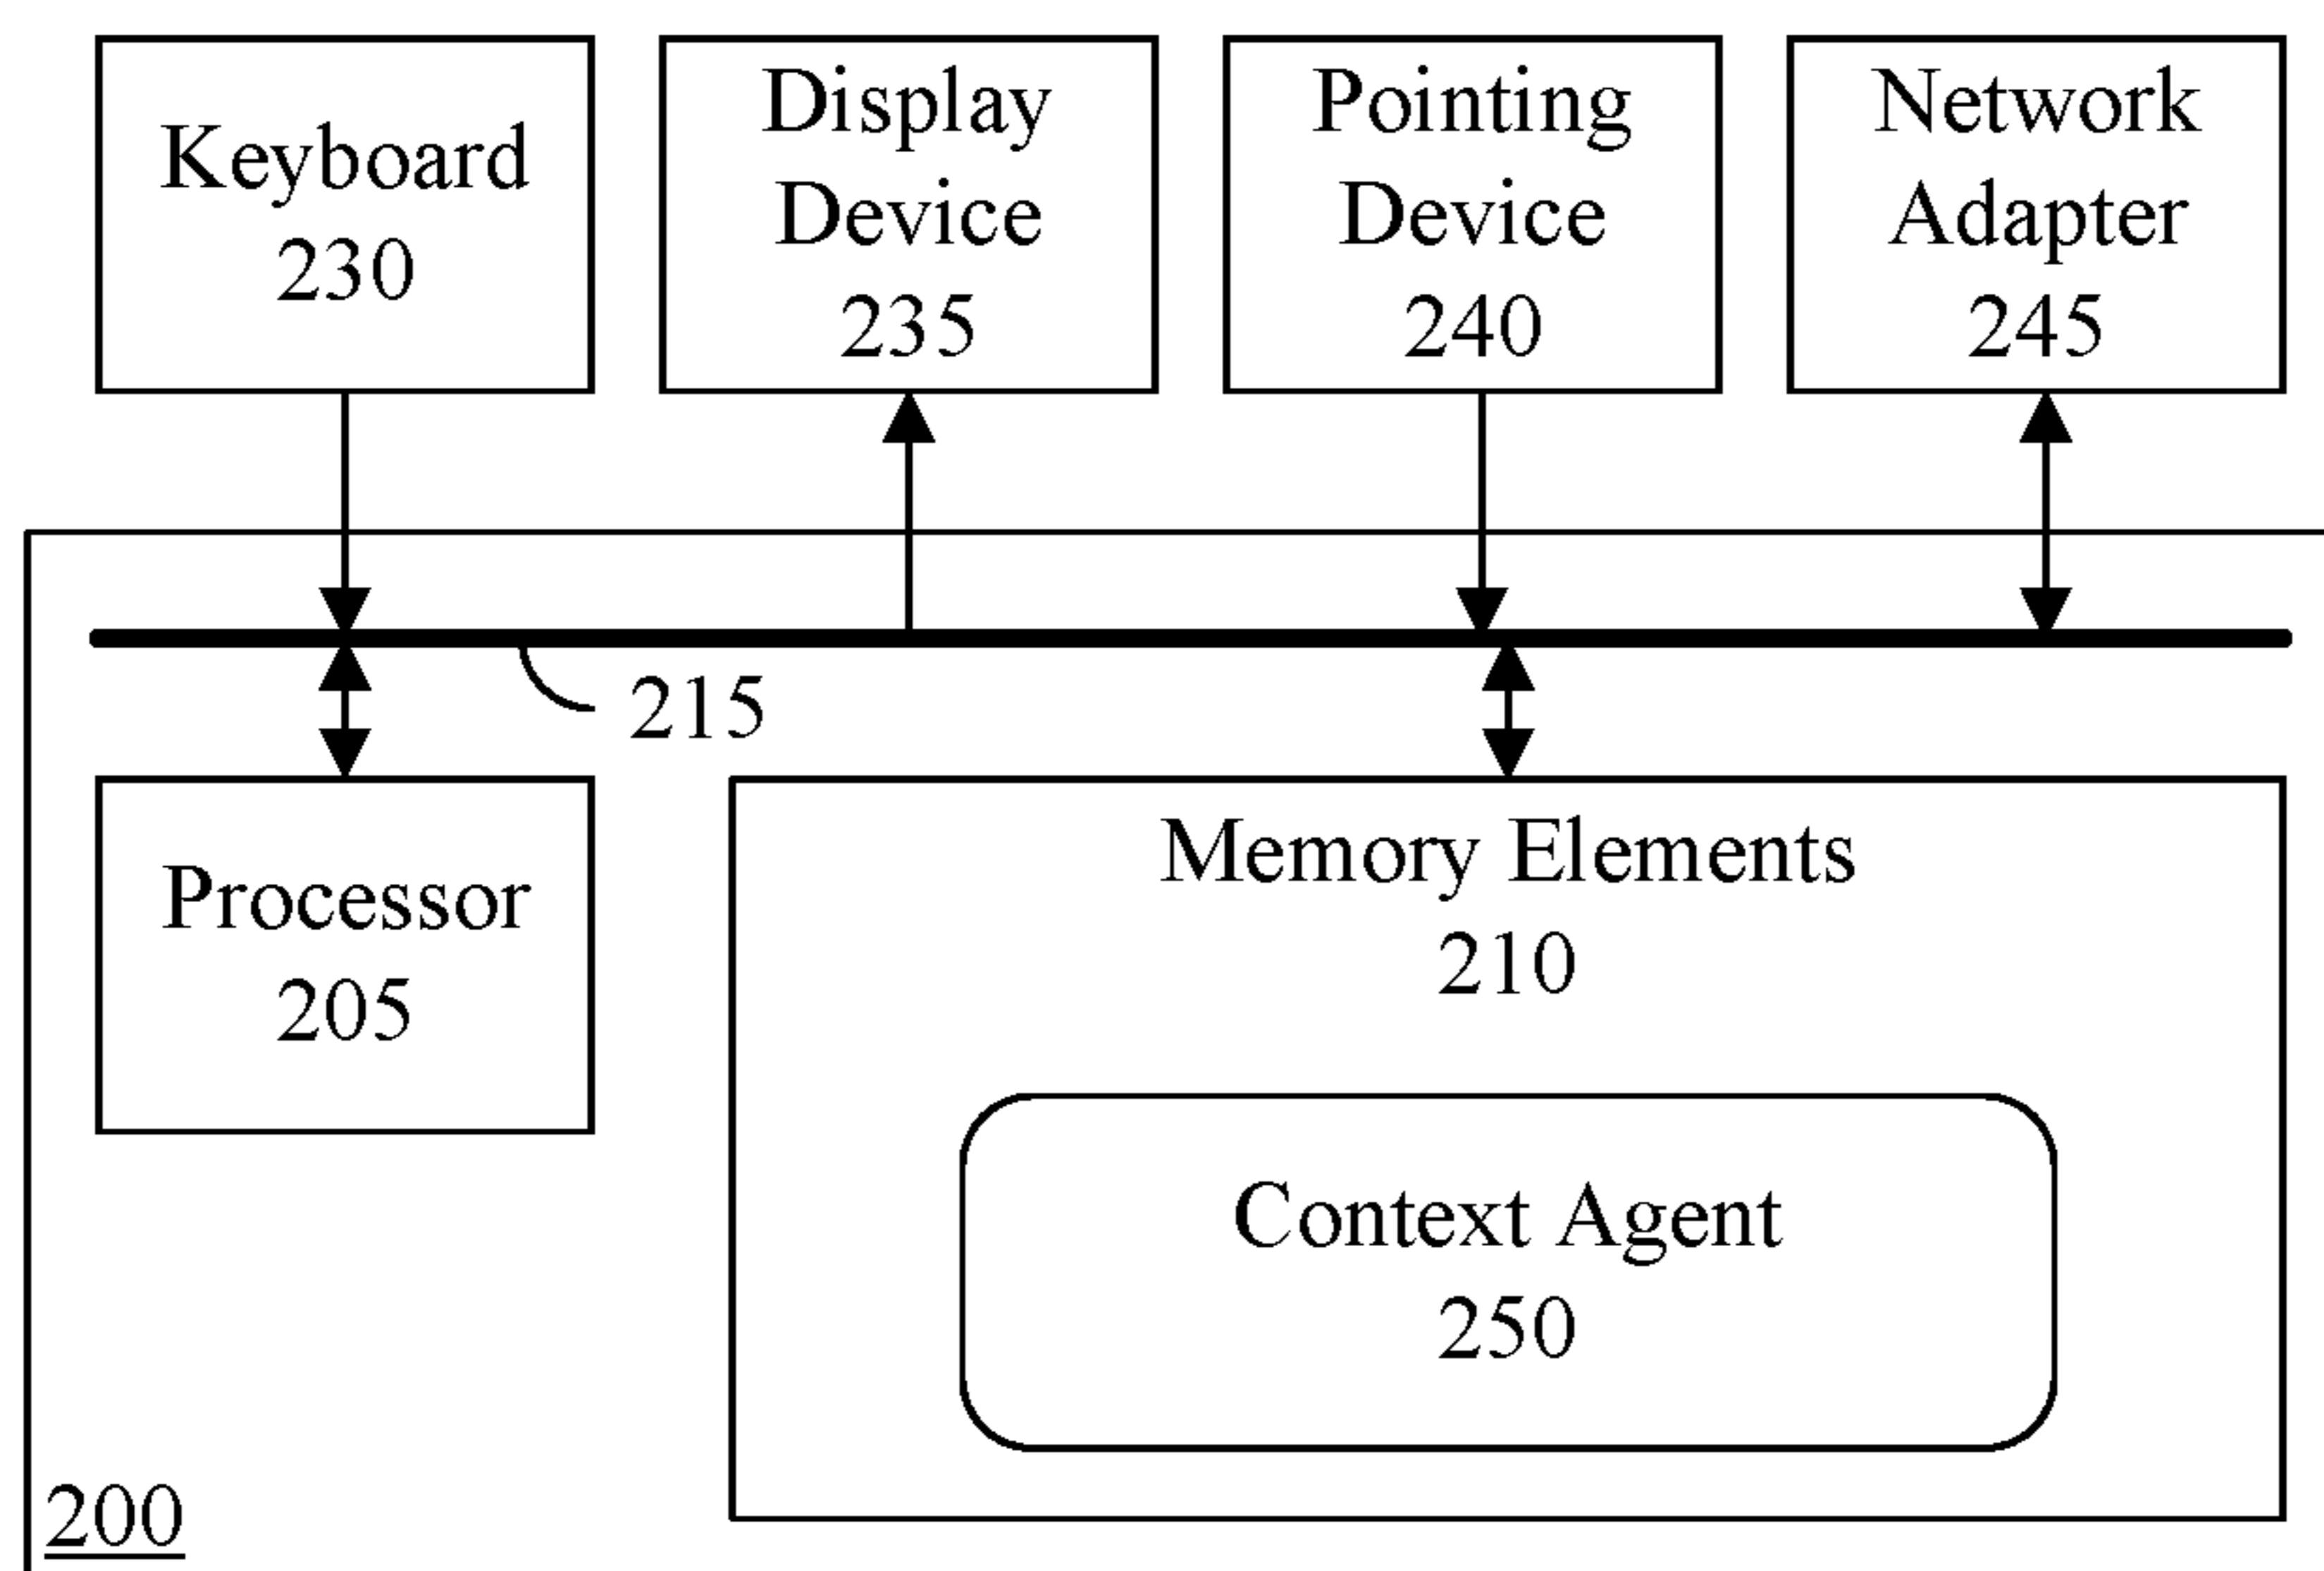 Keyboard
230
Display
Device
235
Pointing
Device
240
Network
Adapter
245
215
Processor
205
Memory Elements
210
Context Agent
250
200